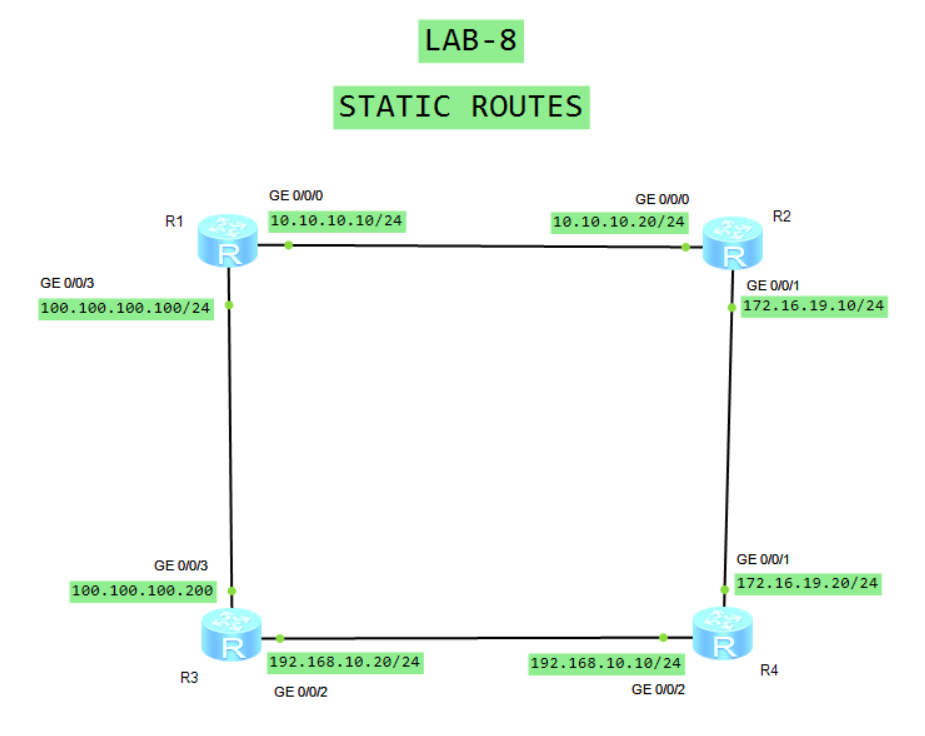 LAB-8
STATIC ROUTES
GE 0/0/0
10.10.10.10/24
R1
GE 0/0/0
10.10.10.20/24
R2
R
R
GE 0/0/3
100.100.100.100/24
GE 0/0/1
172.16.19.10/24
GE 0/0/3
100.100.100.200
GE 0/0/1
172.16.19.20/24
R
R
R3
192.168.10.20/24
GE 0/0/2
192.168.10.10/24
GE 0/0/2
R4